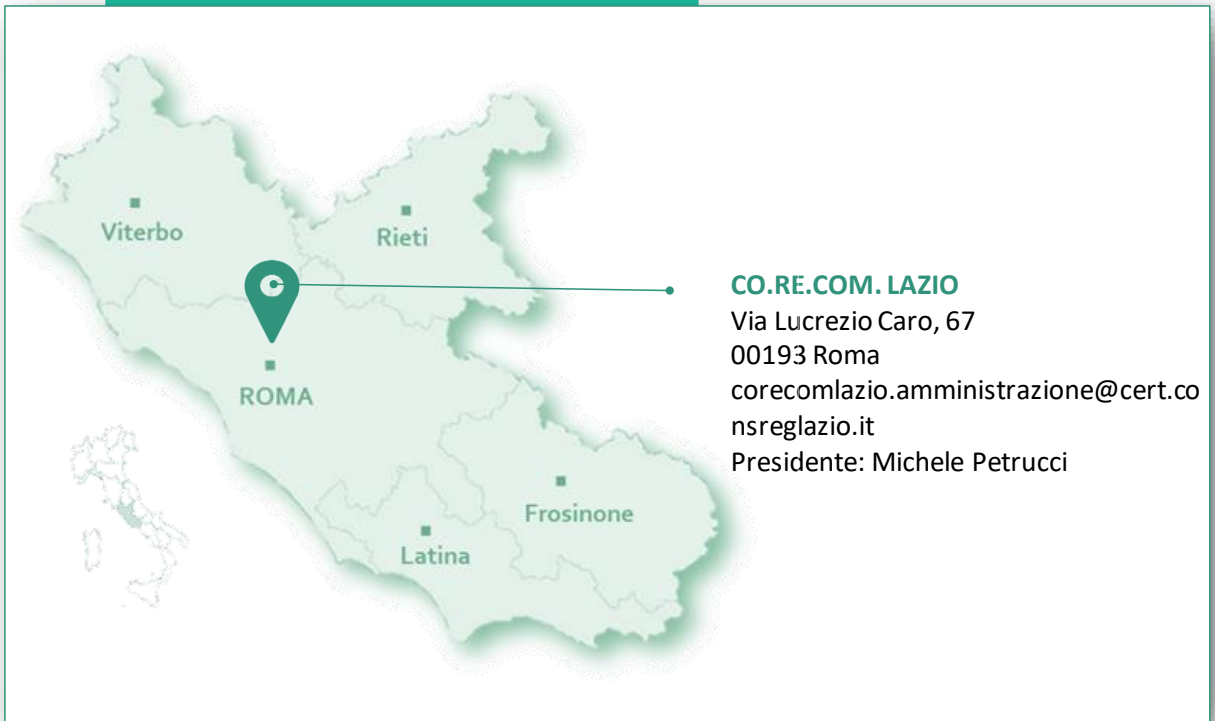 Viterbo
Rieti
ROMA
Frosinone
Latina
CO.RE.COM. LAZIO
Via Lucrezio Caro, 67
00193 Roma
corecomlazio.amministrazione@cert.co
nsreglazio.it
Presidente: Michele Petrucci